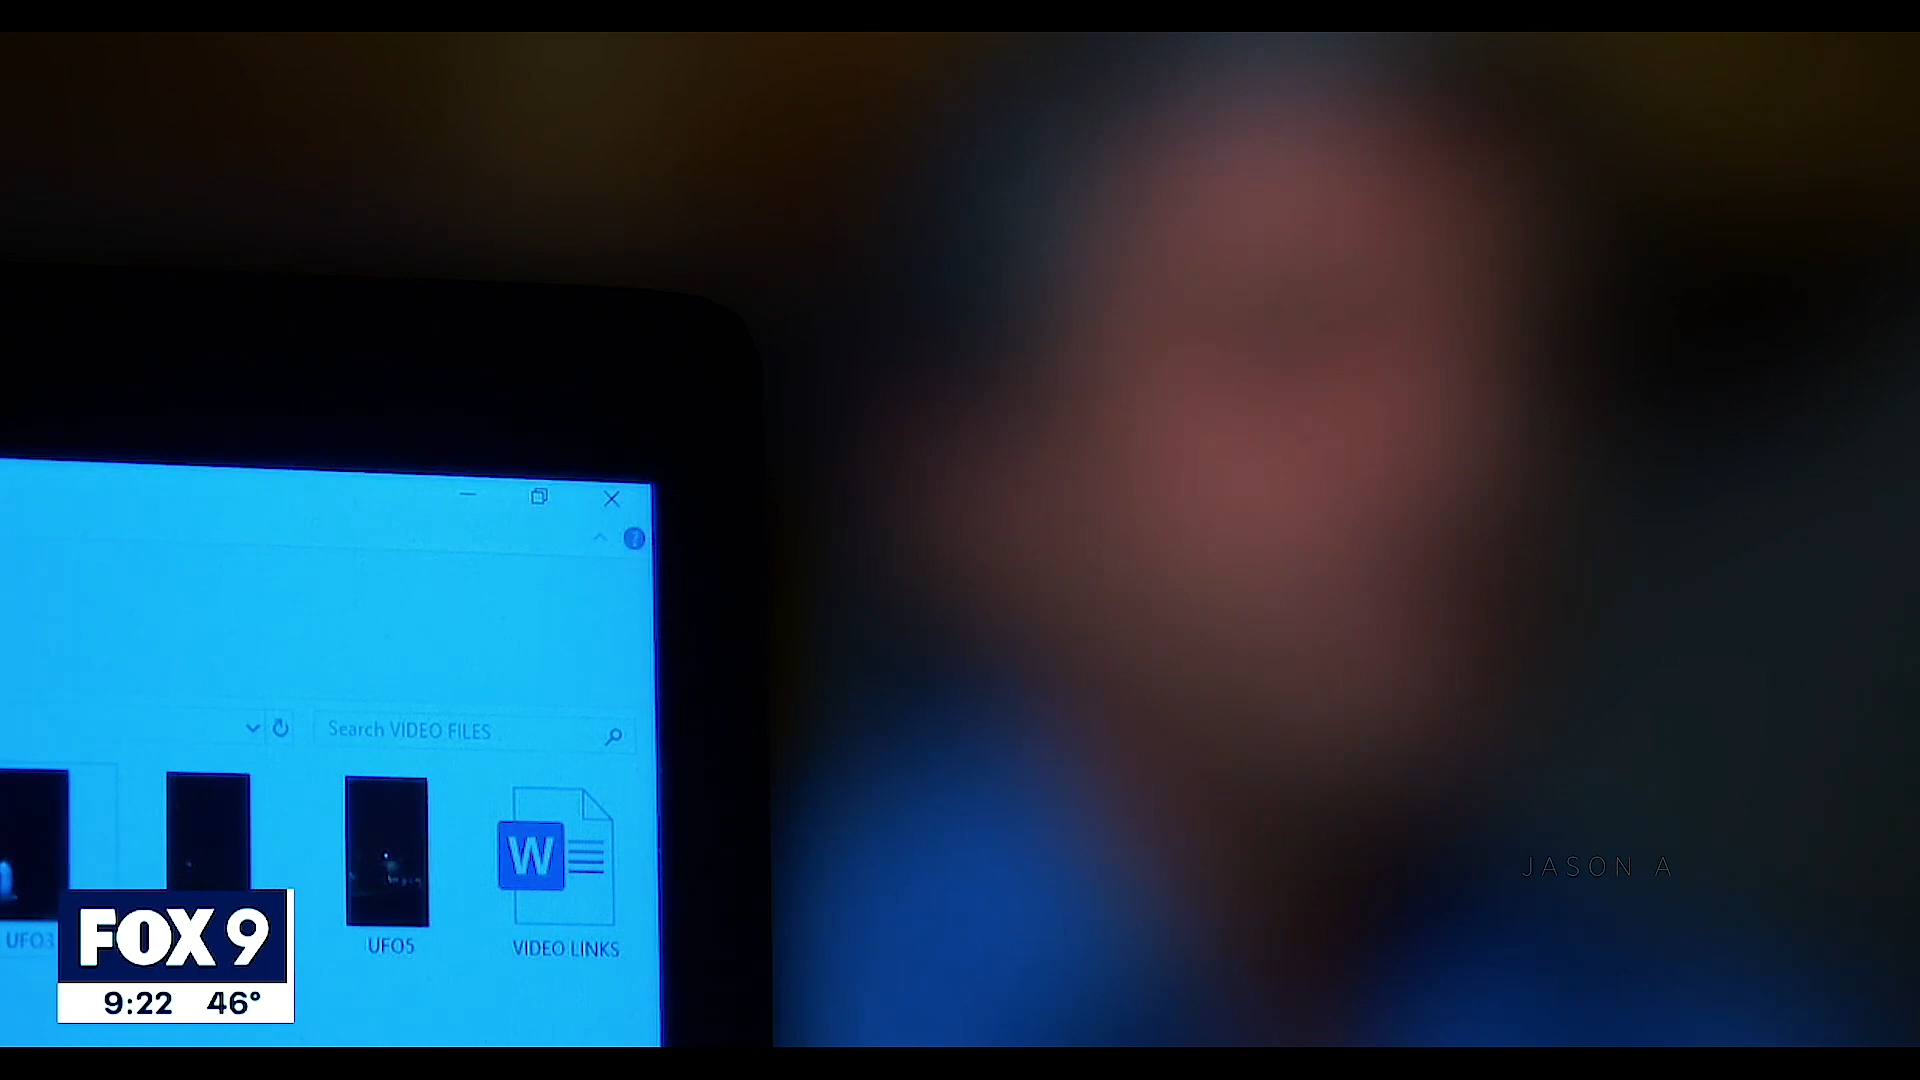 Search VIDEO FILES
W
UFO3
UFO5
VIDEO LINKS
JASON A
FOX 9
9:22 46°